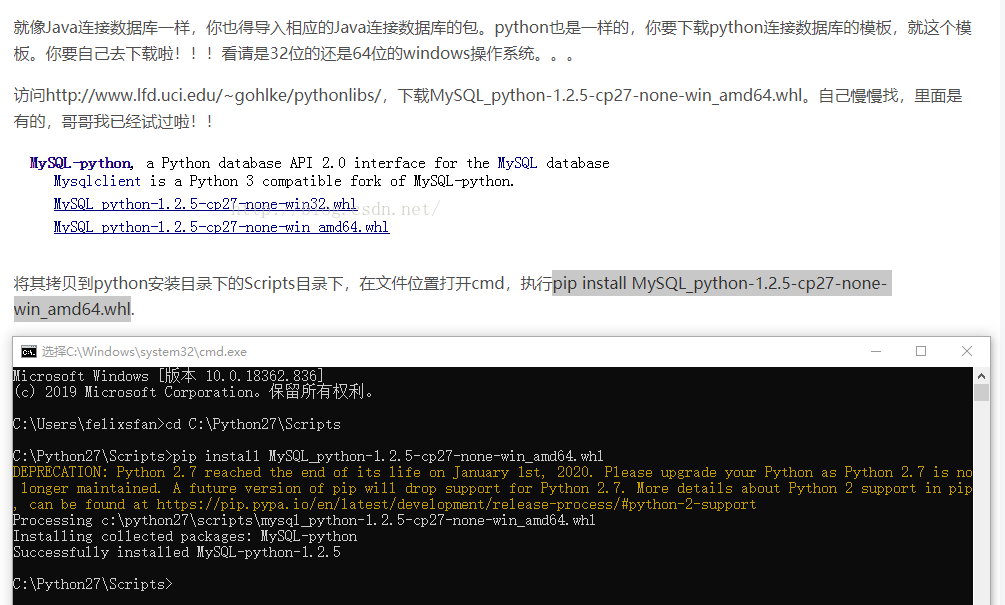 就像Java连接数据库一样，你也得导入相应的Java连接数据库的包。python也是一样的，你要下载python连接数据库的模板，就这个模
板。你要自己去下载啦！！！看请是32位的还是64位的windows操作系统。。。
访问http://www.lfd.uci.edu/~gohlke/pythonlibs/，下载MySQL_python-1.2.5-cp27-none-win_amd64.whl。自己慢慢找，里面是
有的，哥哥我已经试过啦！！
MySQL-python, a Python database API 2.0 interface for the MySQL database
Mysqlclient is a Python 3 compatible fork of MySQL-python.
MySQL_python-1.2.5-cp27-none-win32.whl
http://blog.csdn.net/
MySQL_python-1.2.5-cp27-none-win_amd64.whl
将其拷贝到python安装目录下的Scripts目录下，在文件位置打开cmd，执行pip install MySQL_python-1.2.5-cp27-none-
win_amd64.whl.
选择C:\Windows\system32\cmd.exe
Microsoft Windows [版本 10.0.18362.836]
(c) 2019 Microsoft Corporation。保留所有权利。
C:\Users\felixsfan>cd C:\Python27\Scripts
C:\Python27\Scripts>pip install MySQL_python-1.2.5-cp27-none-win_amd64.whl
DEPRECATION: Python 2.7 reached the end of its life on January 1st, 2020. Please upgrade your Python as Python 2.7 is no
longer maintained. A future version of pip will drop support for Python 2.7. More details about Python 2 support in pip
, can be found at https://pip.pypa.io/en/latest/development/release-process/#python-2-support
Processing c:\python27\scripts\mysql_python-1.2.5-cp27-none-win_amd64.whl
Installing collected packages: MySQL-python
Successfully installed MySQL-python-1.2.5
C:\Python27\Scripts>